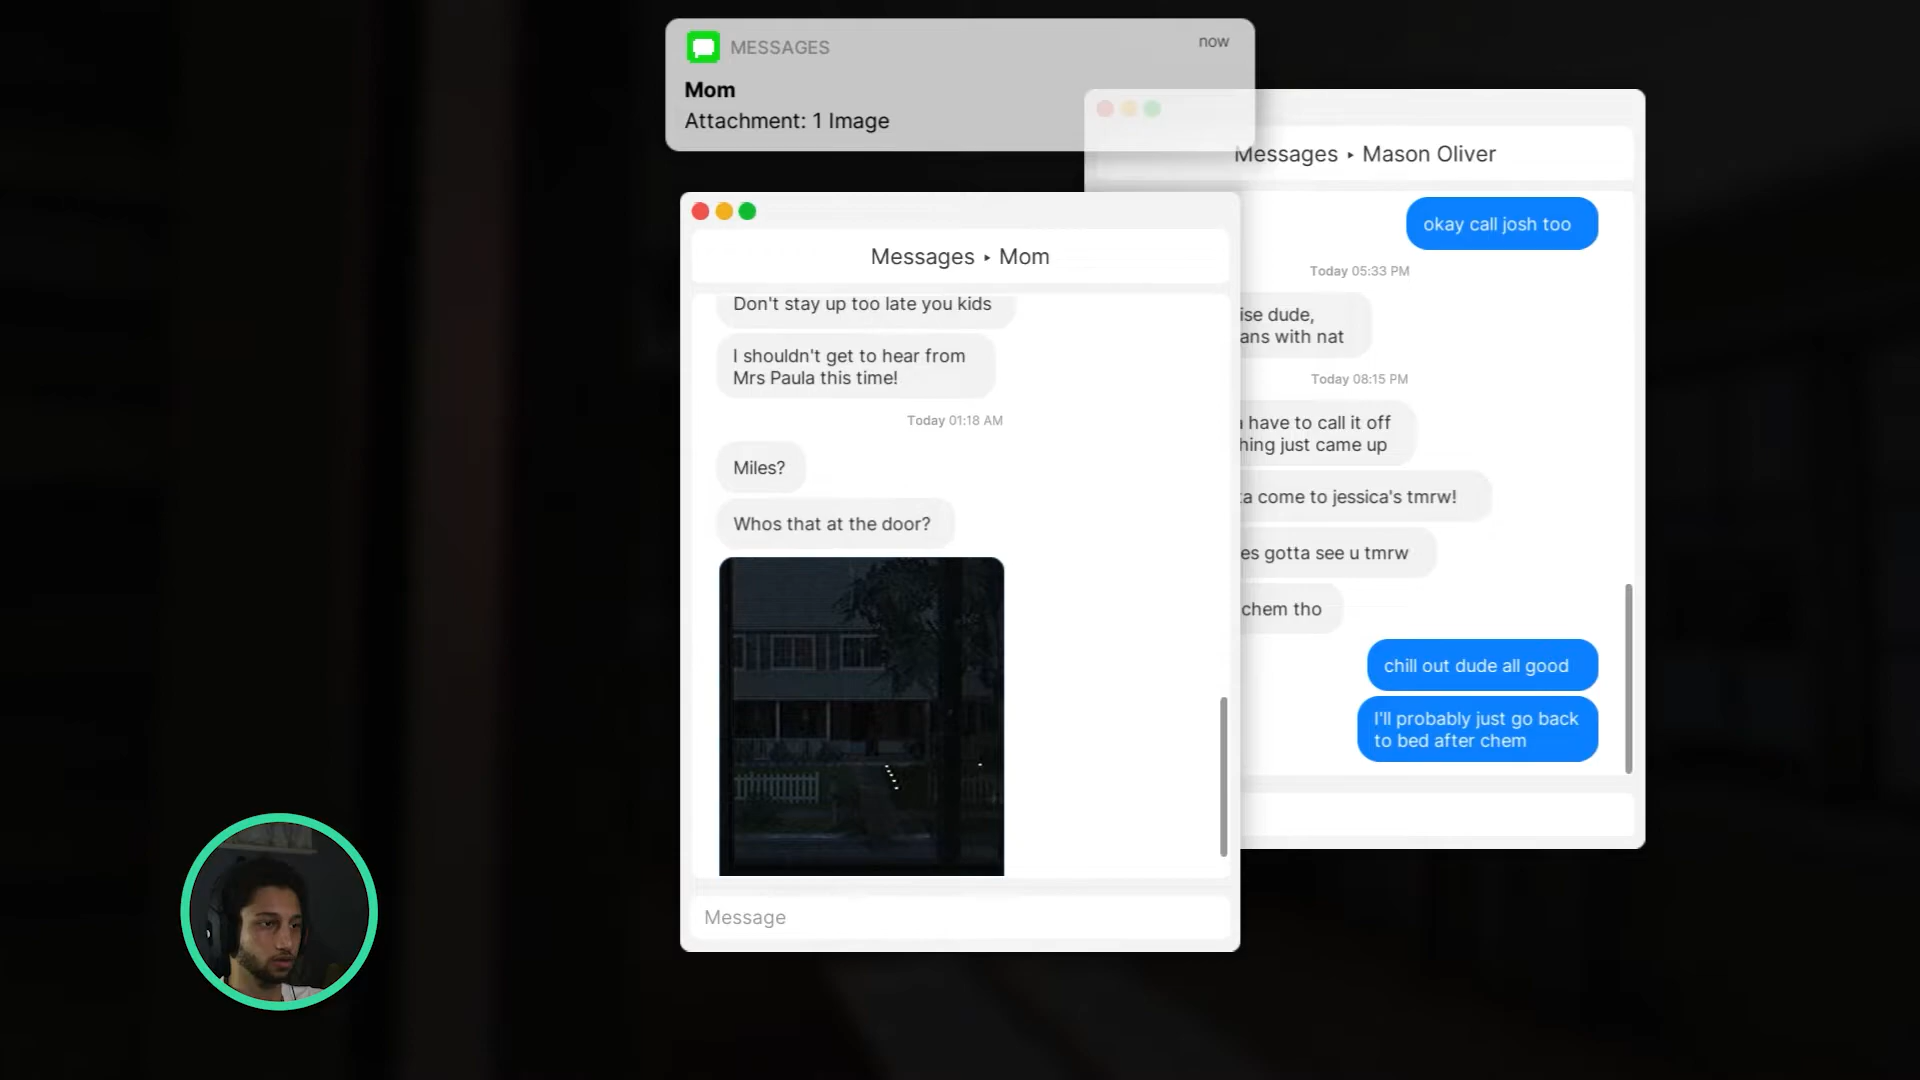 MESSAGES
now
Mom
Attachment: 1 Image
Messages ▸ Mom
Don't stay up too late you kids
I shouldn't get to hear from
Mrs Paula this time!
Today 01:18 AM
Miles?
Whos that at the door?
Message
Messages ▸ Mason Oliver
okay call josh too
Today 05:33 PM
dude,
with nat
Today 08:15 PM
have to call it off
just came up
come to jessica's tmrw!
gotta see u tmrw
chem tho
chill out dude all good
I'll probably just go back
to bed after chem